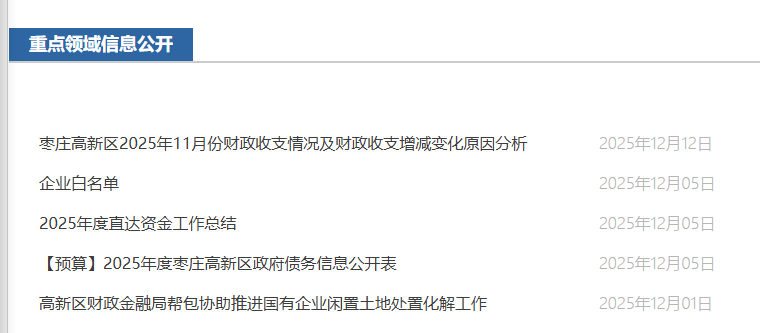 重点领域信息公开
枣庄高新区2025年11月份财政收支情况及财政收支增减变化原因分析 2025年12月12日
企业白名单 2025年12月05日
2025年度直达资金工作总结 2025年12月05日
【预算】2025年度枣庄高新区政府债务信息公开表 2025年12月05日
高新区财政金融局帮包协助推进国有企业闲置土地处置化解工作 2025年12月01日